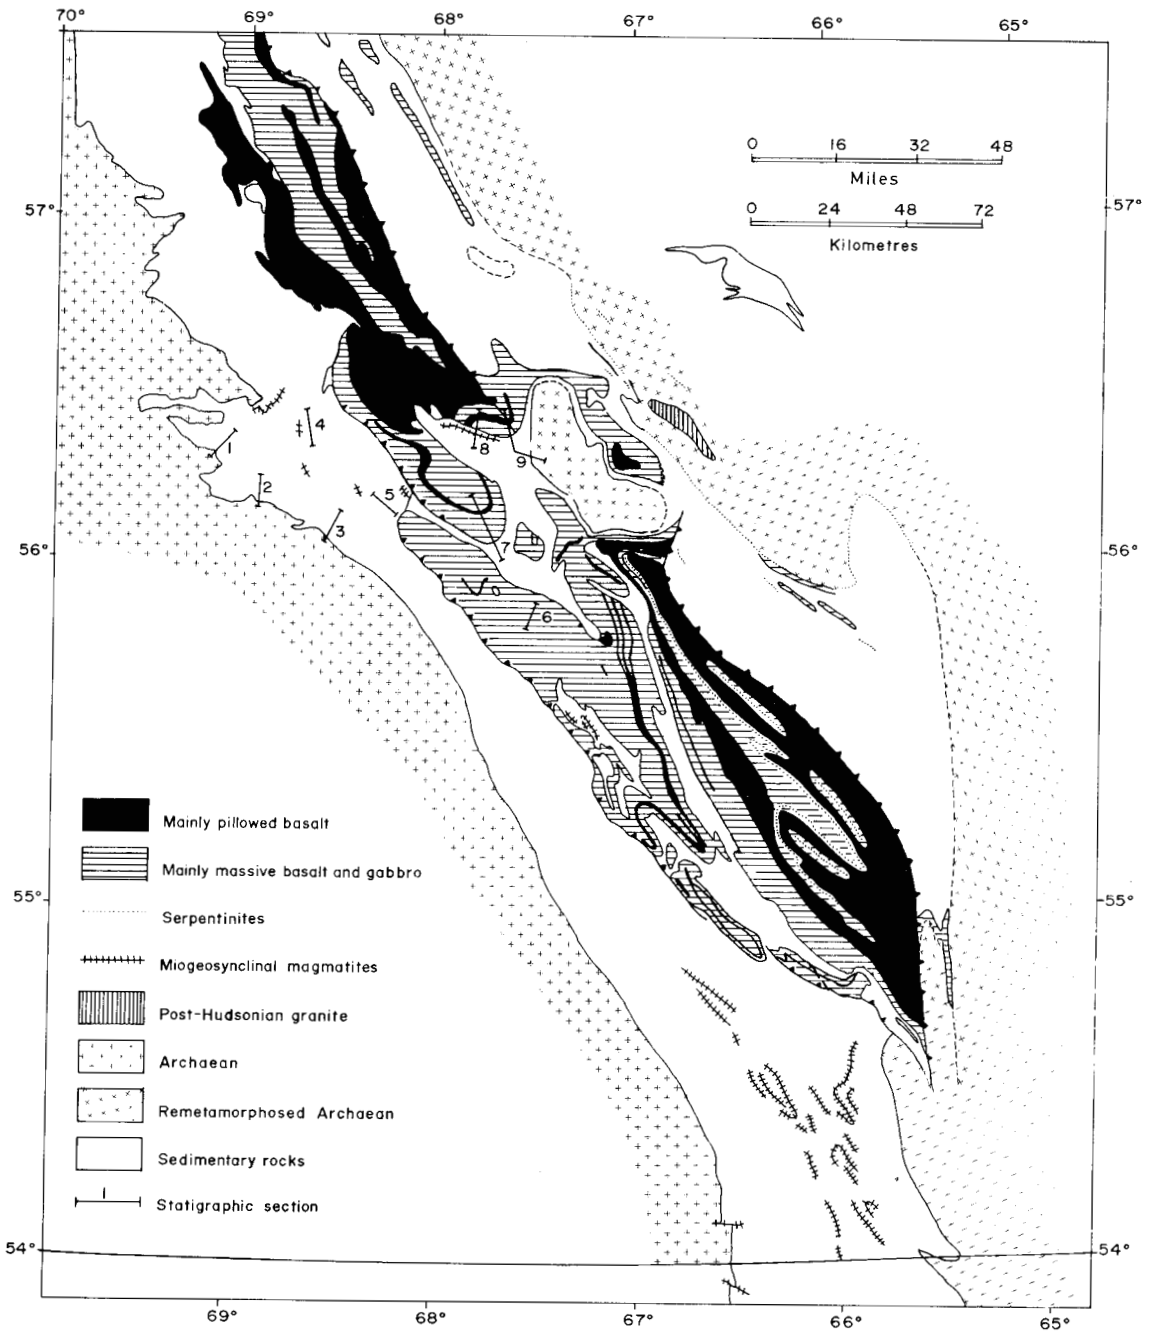 70° 69° 68° 67° 66° 65°
0 16 32 48
Miles
57° 57°
0 24 48 72
Kilometres
4
1
8
9
2
5
3
7
56° 56°
6
Mainly pillowed basalt
Mainly massive basalt and gabbro
55° 55°
Serpentinites
Miogeosynclinal magmatites
Post-Hudsonian granite
Archaean
Remetamorphosed Archaean
Sedimentary rocks
1
Statigraphic section
54° 54°
69° 68° 67° 66° 65°